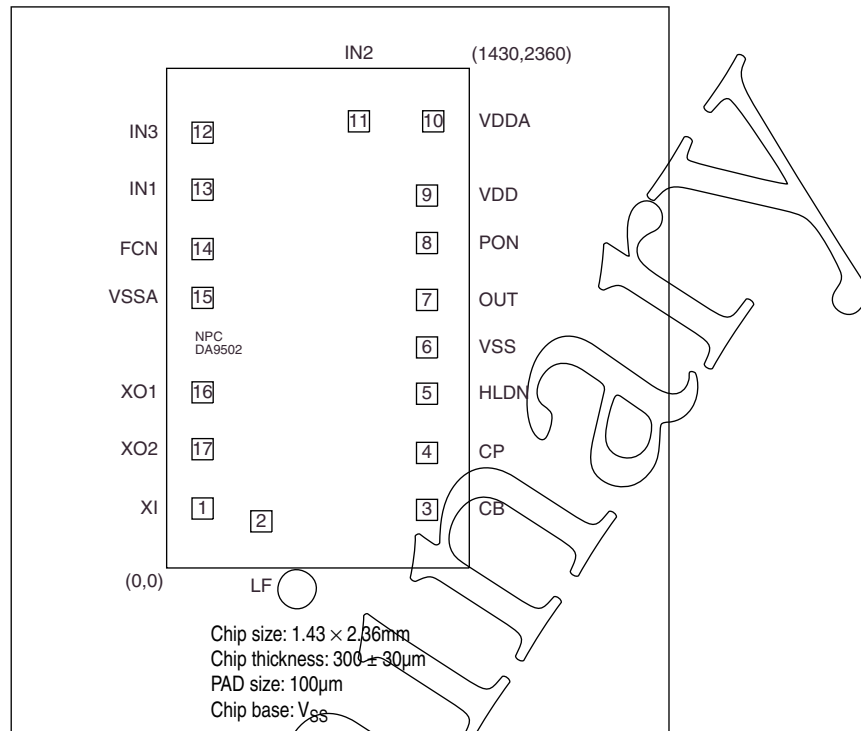 IN2
(1430,2360)
IN3 12 11 10 VDDA
IN1 13 9 VDD
FCN 14 8 PON
VSSA 15 7 OUT
NPC
DA9502
6 VSS
XO1 16 5 HLDN
XO2 17 4 CP
XI 1 2 3 CB
(0,0)
LF
Chip size: 1.43 × 2.36mm
Chip thickness: 300 ± 30μm
PAD size: 100μm
Chip base: VSS
inary